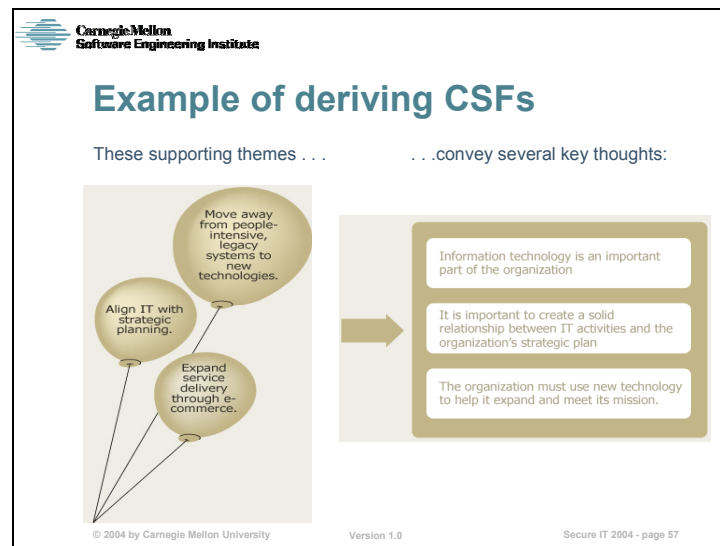 Carnegie Mellon
Software Engineering Institute
Example of deriving CSFs
These supporting themes . . .
. . .convey several key thoughts:
Move away
from people-
intensive,
legacy
systems to
new
technologies.
Align IT with
strategic
planning.
Expand
service
delivery
through e-
commerce.
Information technology is an important
part of the organization
It is important to create a solid
relationship between IT activities and the
organization's strategic plan
The organization must use new technology
to help it expand and meet its mission.
© 2004 by Carnegie Mellon University
Version 1.0
Secure IT 2004 - page 57